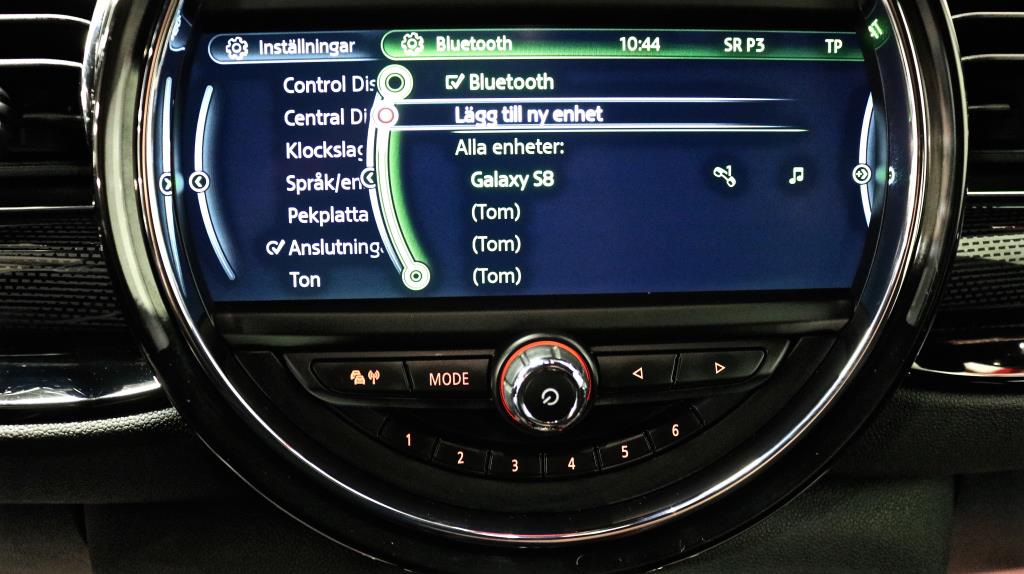 Inställningar Bluetooth 10:44 SR P3 TP
Control Dis
Central Di
Klockslag
Språk/en
Pekplatta
Anslutning
Ton
Bluetooth
Lägg till ny enhet
Alla enheter:
Galaxy S8
(Tom)
(Tom)
(Tom)
MODE
1 2 3 4 5 6